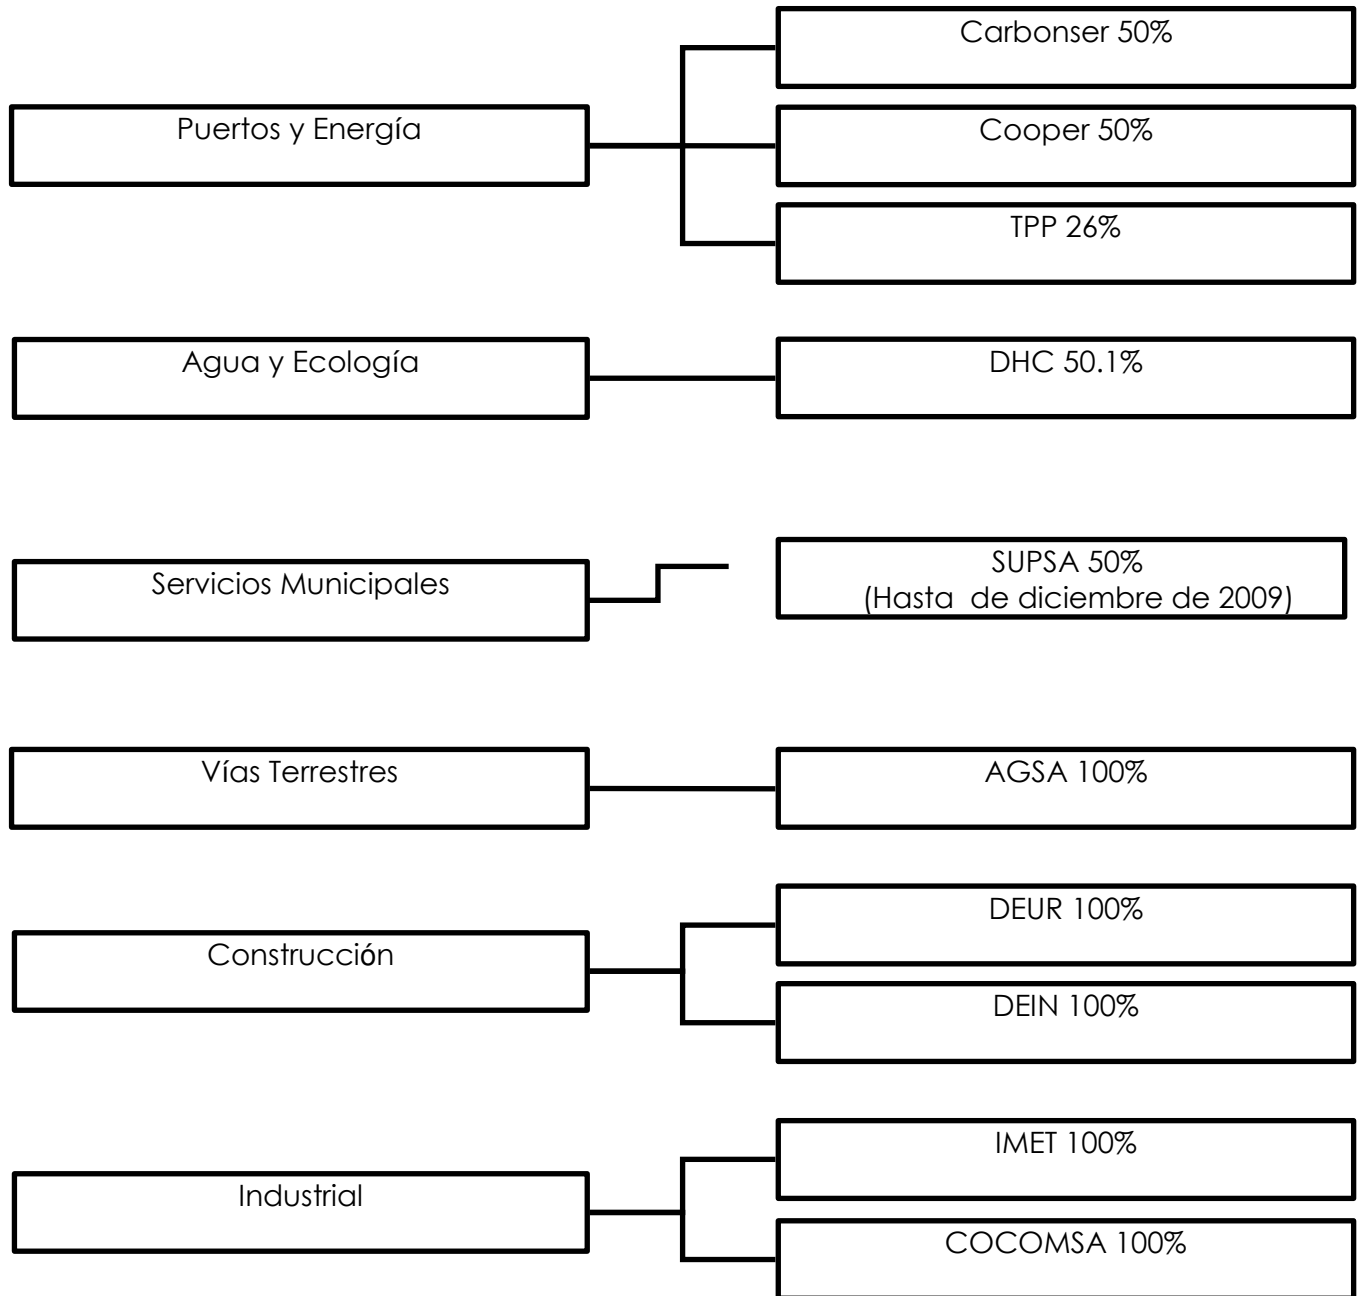 Puertos y Energía
Carbonser 50%
Cooper 50%
TPP 26%
Agua y Ecología
DHC 50.1%
Servicios Municipales
SUPSA 50%
(Hasta  de diciembre de 2009)
Vías Terrestres
AGSA 100%
Construcción
DEUR 100%
DEIN 100%
Industrial
IMET 100%
COCOMSA 100%